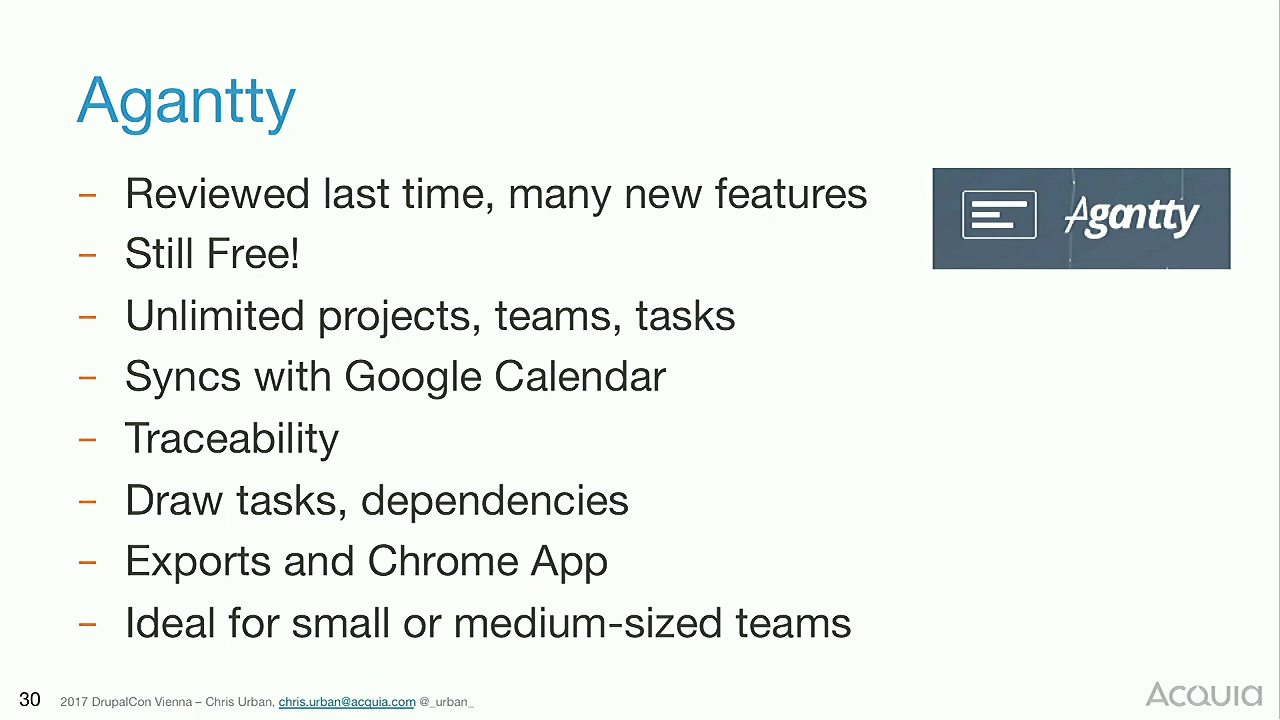 Agantty
– Reviewed last time, many new features
– Still Free!
– Unlimited projects, teams, tasks
– Syncs with Google Calendar
– Traceability
– Draw tasks, dependencies
– Exports and Chrome App
– Ideal for small or medium-sized teams
Agantty
30 2017 DrupalCon Vienna – Chris Urban, chris.urban@acquia.com @_urban_
Acquia